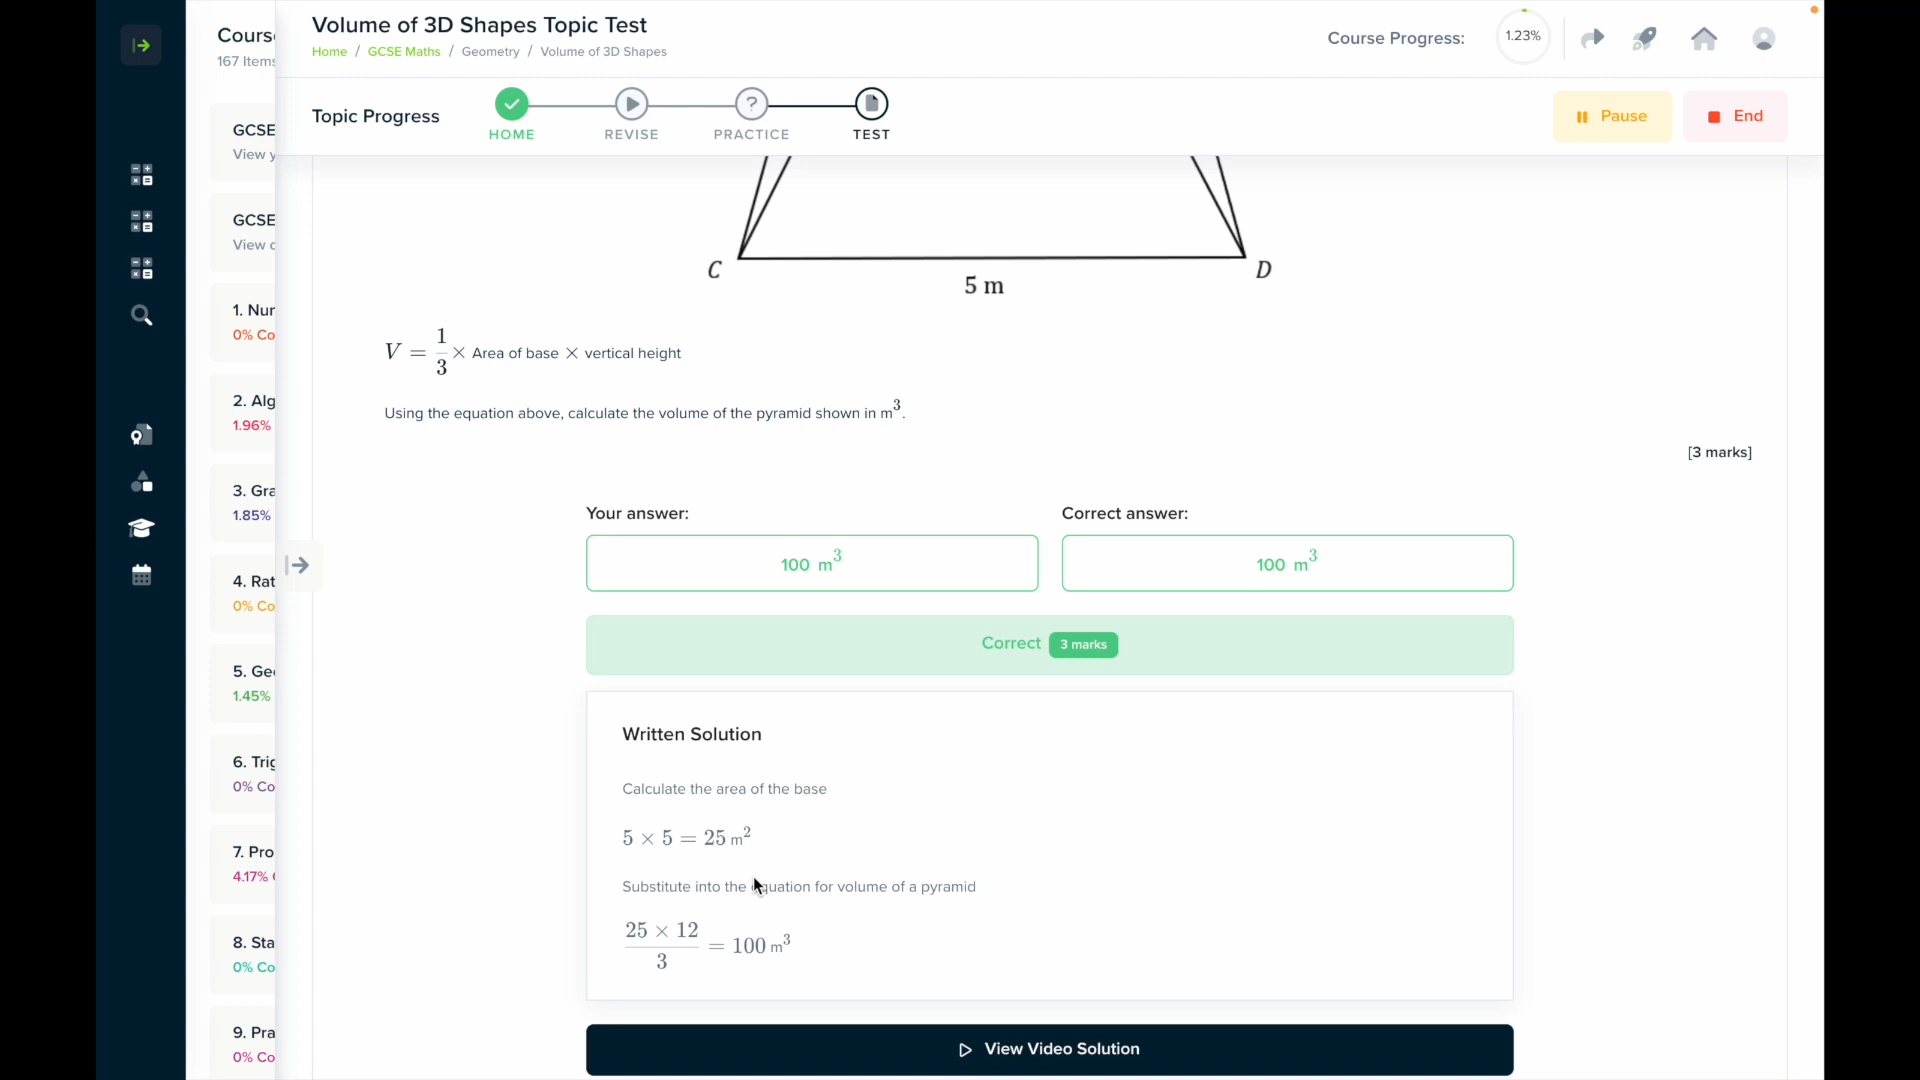 Volume of 3D Shapes Topic Test
Home / GCSE Maths / Geometry / Volume of 3D Shapes
Course Progress:
1.23%
Topic Progress
HOME
REVISE
?
PRACTICE
TEST
Pause
End
Cours
167 Items
GCSE
View y
GCSE
View c
1. Nur
0% Co
2. Alg
1.96%
3. Gra
1.85%
4. Rat
0% Co
5. Geo
1.45%
6. Trig
0% Co
7. Pro
4.17%
8. Sta
0% Co
9. Pra
0% Co
C
D
5 m
V = 1/3 × Area of base × vertical height
Using the equation above, calculate the volume of the pyramid shown in m³.
[3 marks]
Your answer:
100 m³
Correct answer:
100 m³
Correct 3 marks
Written Solution
Calculate the area of the base
5 × 5 = 25 m²
Substitute into the equation for volume of a pyramid
25 × 12 / 3 = 100 m³
View Video Solution